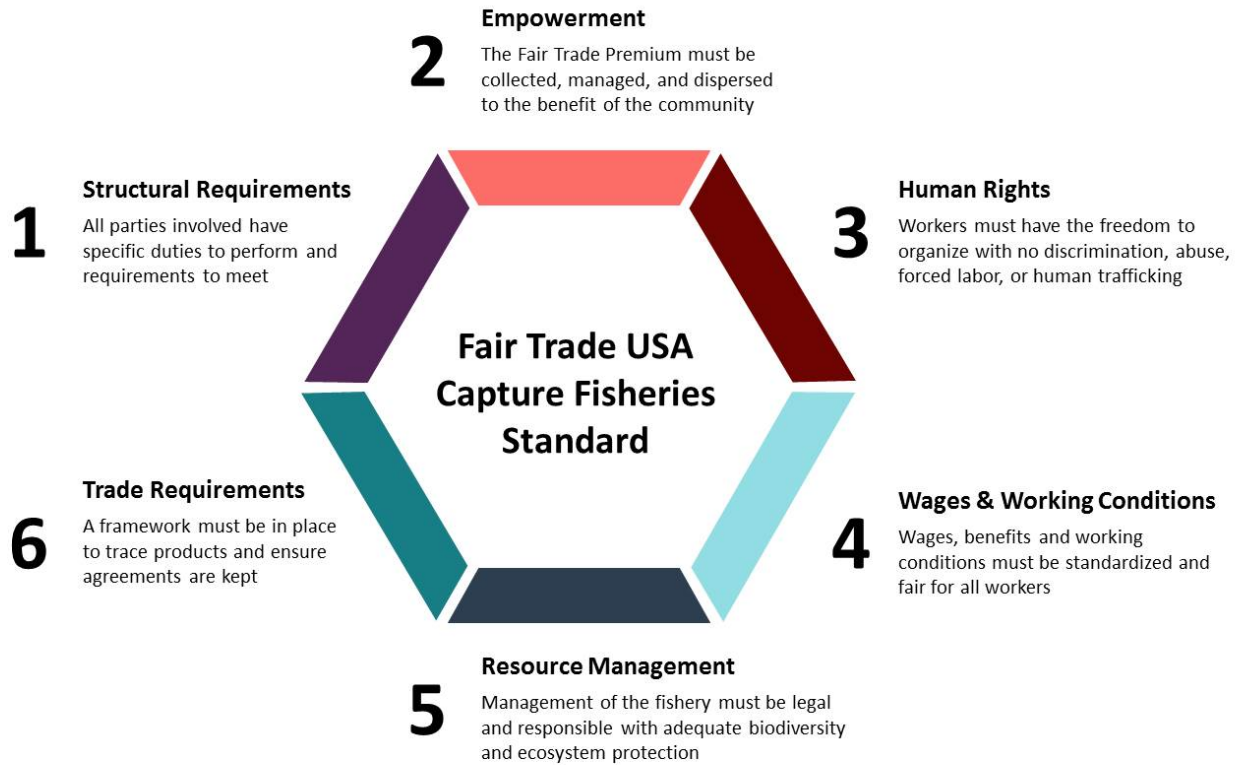 Empowerment
2
The Fair Trade Premium must be
collected, managed, and dispersed
to the benefit of the community
Structural Requirements
1
All parties involved have
specific duties to perform and
requirements to meet
Human Rights
3
Workers must have the freedom to
organize with no discrimination, abuse,
forced labor, or human trafficking
Fair Trade USA
Capture Fisheries
Standard
Trade Requirements
6
A framework must be in place
to trace products and ensure
agreements are kept
Wages & Working Conditions
4
Wages, benefits and working
conditions must be standardized and
fair for all workers
Resource Management
5
Management of the fishery must be legal
and responsible with adequate biodiversity
and ecosystem protection